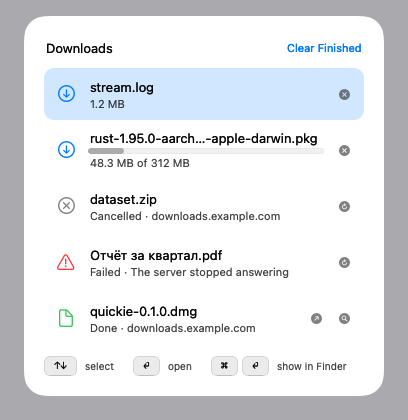 Downloads
Clear Finished
stream.log
1.2 MB
rust-1.95.0-aarch...-apple-darwin.pkg
48.3 MB of 312 MB
dataset.zip
Cancelled · downloads.example.com
Отчёт за квартал.pdf
Failed · The server stopped answering
quickie-0.1.0.dmg
Done · downloads.example.com
↑↓ select ↩ open ⌘ ↩ show in Finder